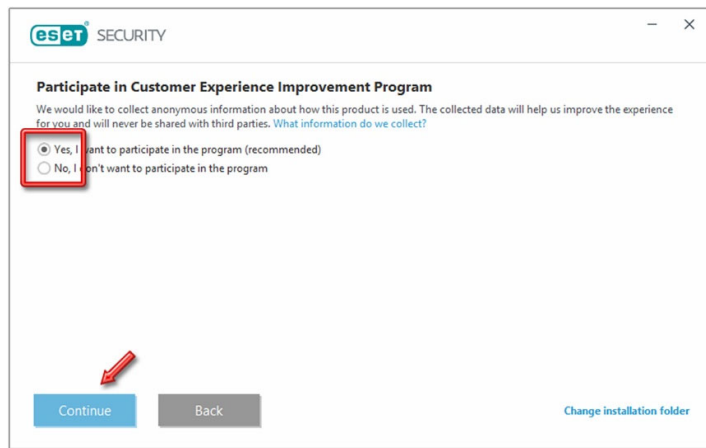 eset SECURITY
Participate in Customer Experience Improvement Program
We would like to collect anonymous information about how this product is used. The collected data will help us improve the experience
for you and will never be shared with third parties. What information do we collect?
Yes, I want to participate in the program (recommended)
No, I don't want to participate in the program
Continue
Back
Change installation folder